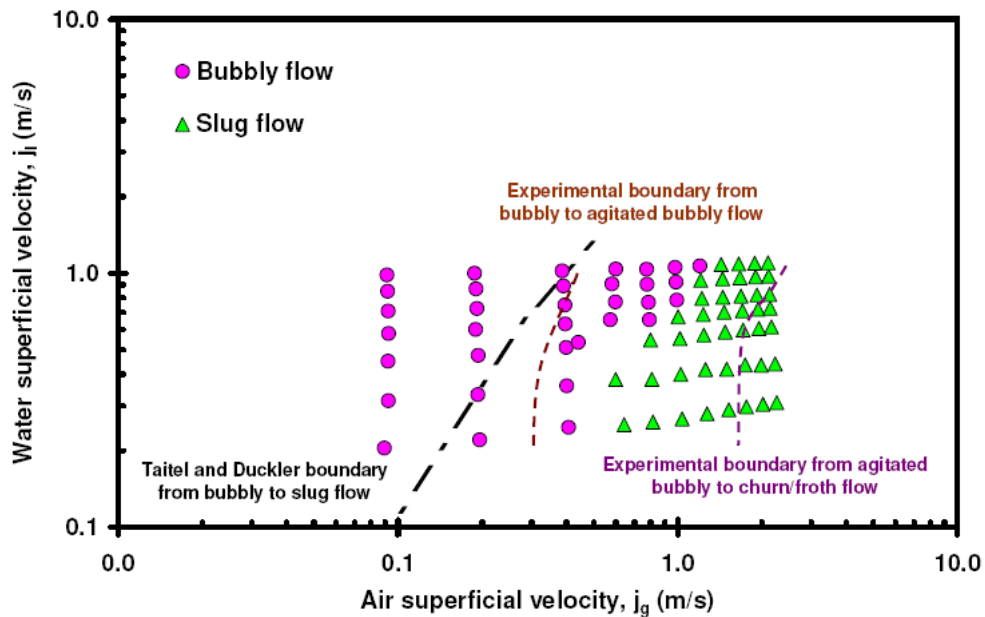 10.0
Bubbly flow
Slug flow
Experimental boundary from
bubbly to agitated bubbly flow
1.0
Water superficial velocity, jl (m/s)
Taitel and Duckler boundary
from bubbly to slug flow
Experimental boundary from agitated
bubbly to churn/froth flow
0.1
0.0
0.1
1.0
10.0
Air superficial velocity, jg (m/s)